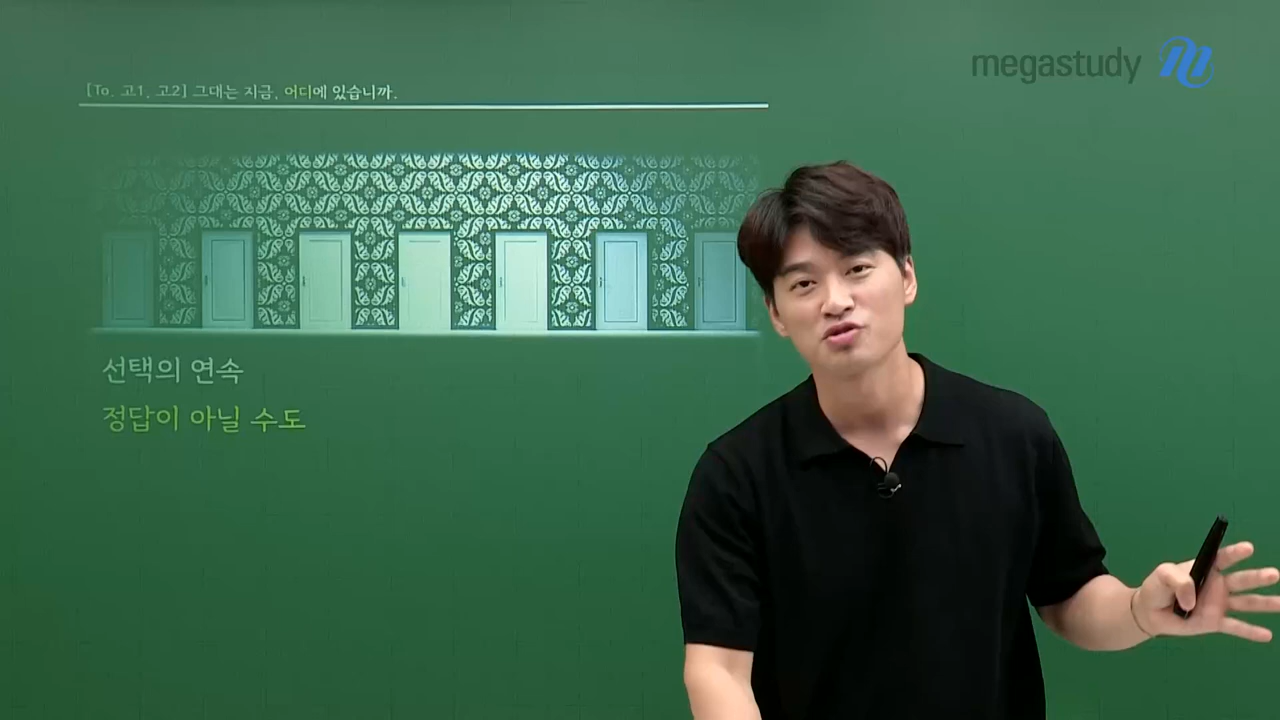 [To. 고1, 고2] 그대는 지금, 어디에 있습니까.
megastudy
선택의 연속
정답이 아닐 수도